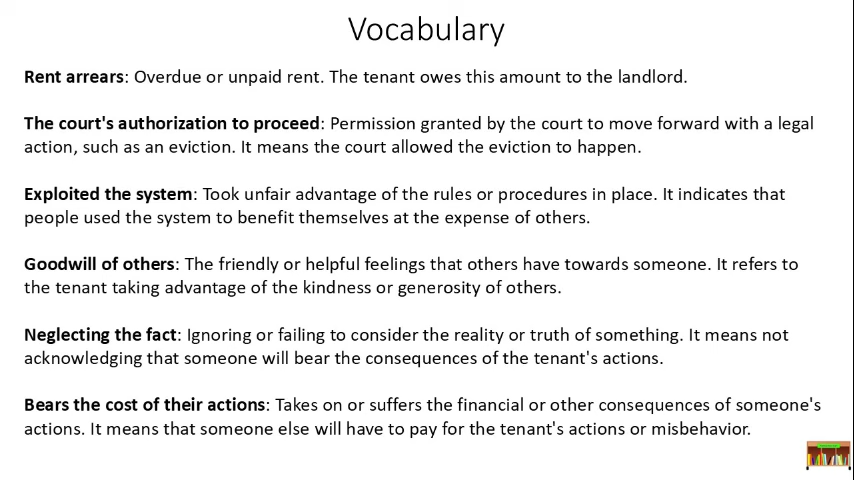 Vocabulary
Rent arrears: Overdue or unpaid rent. The tenant owes this amount to the landlord.
The court's authorization to proceed: Permission granted by the court to move forward with a legal
action, such as an eviction. It means the court allowed the eviction to happen.
Exploited the system: Took unfair advantage of the rules or procedures in place. It indicates that
people used the system to benefit themselves at the expense of others.
Goodwill of others: The friendly or helpful feelings that others have towards someone. It refers to
the tenant taking advantage of the kindness or generosity of others.
Neglecting the fact: Ignoring or failing to consider the reality or truth of something. It means not
acknowledging that someone will bear the consequences of the tenant's actions.
Bears the cost of their actions: Takes on or suffers the financial or other consequences of someone's
actions. It means that someone else will have to pay for the tenant's actions or misbehavior.